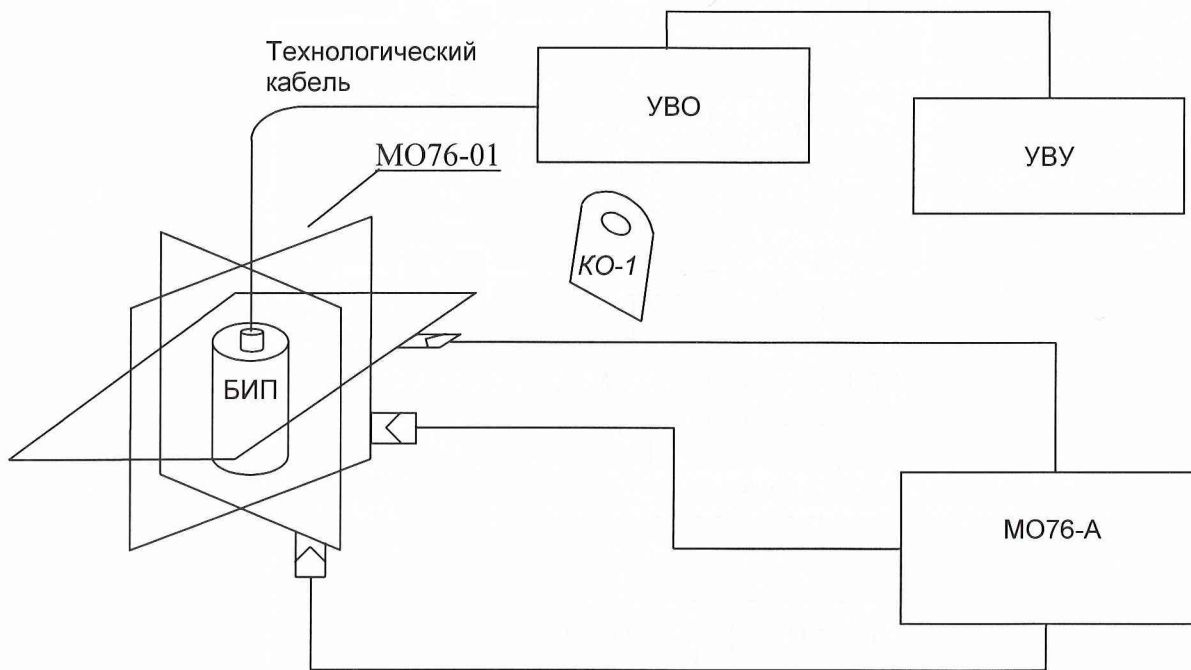 Технологический
кабель
УВО
УВУ
МО76-01
КО-1
БИП
МО76-А